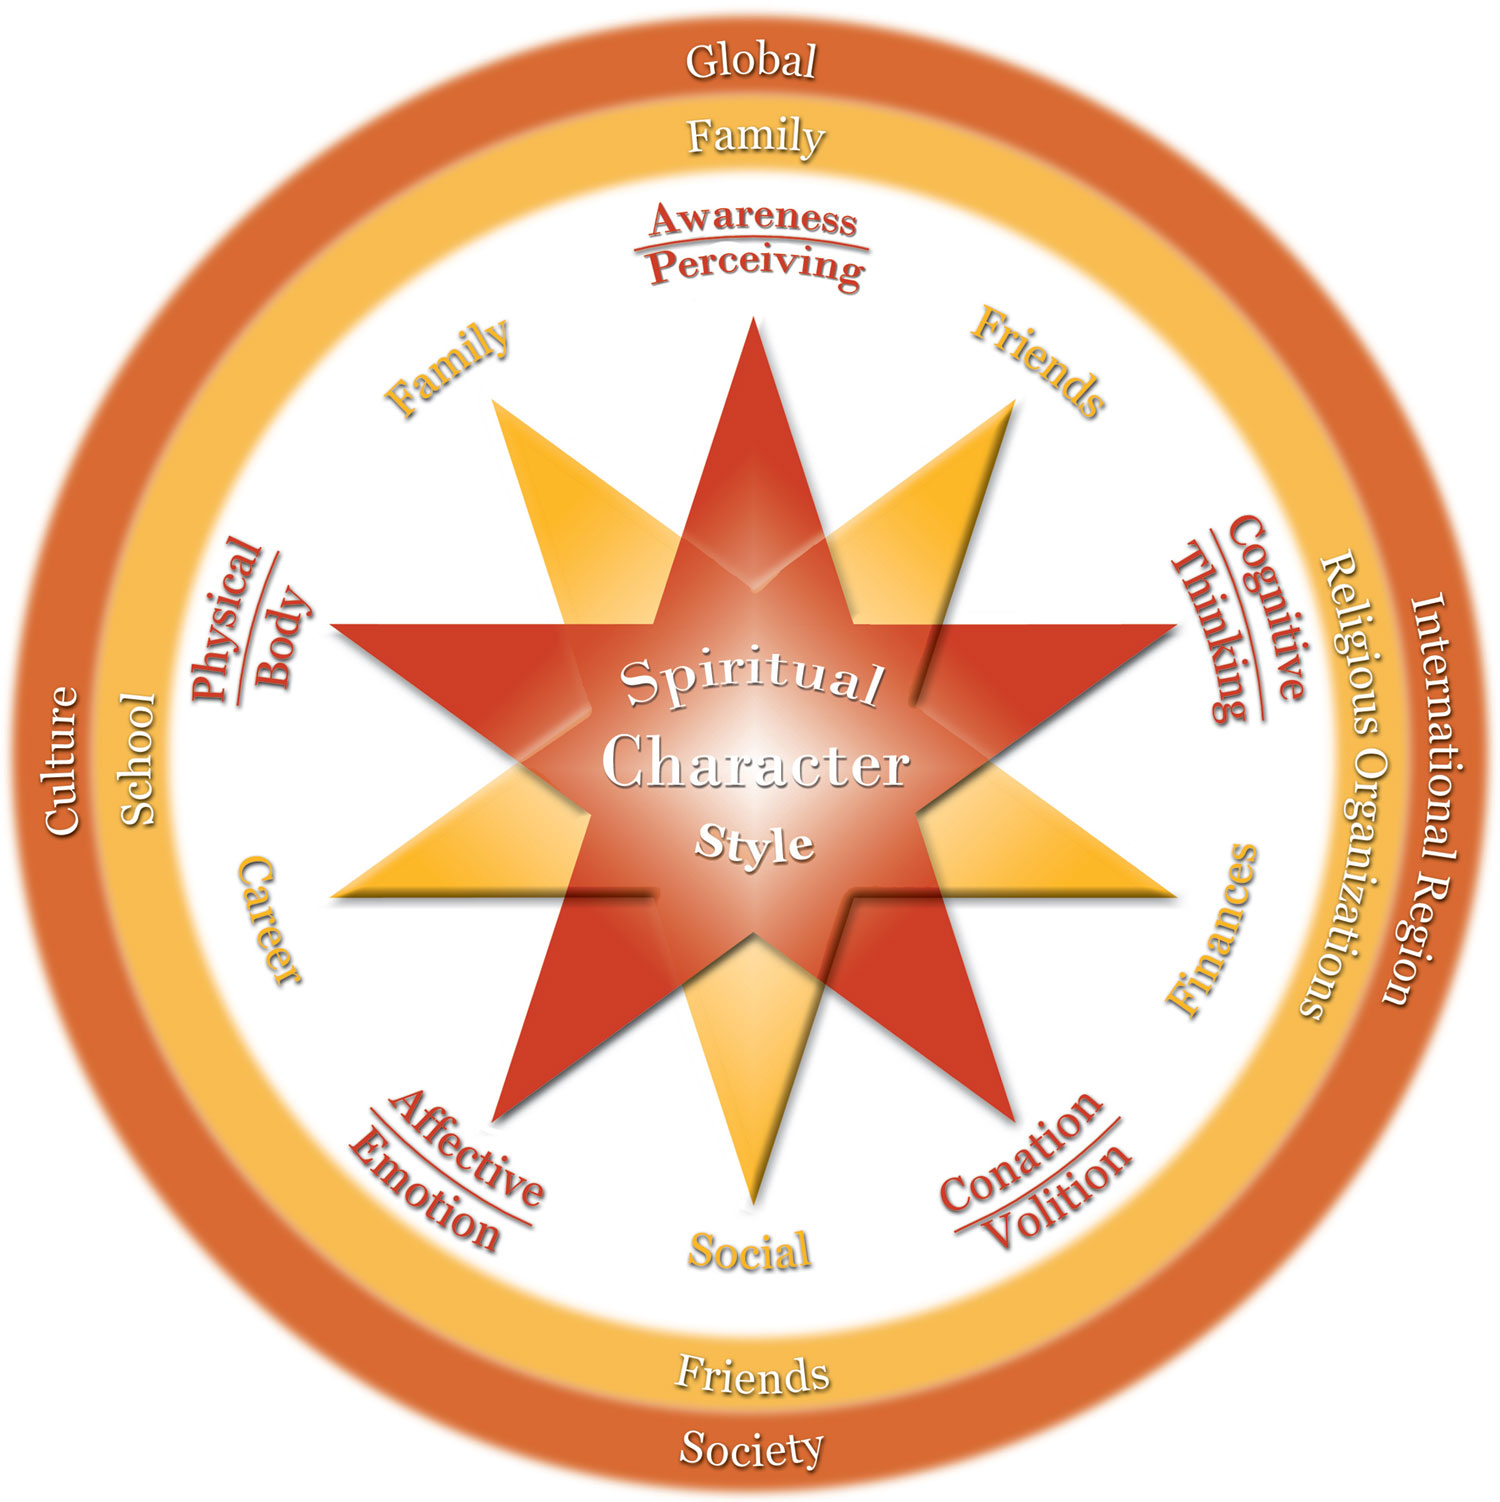 Global
Family
Awareness
Perceiving
Family
Friends
Physical
Body
Cognitive
Thinking
Spiritual
Character
Style
Culture
School
Religious Organizations
International Region
Career
Finances
Affective
Emotion
Conation
Volition
Social
Friends
Society